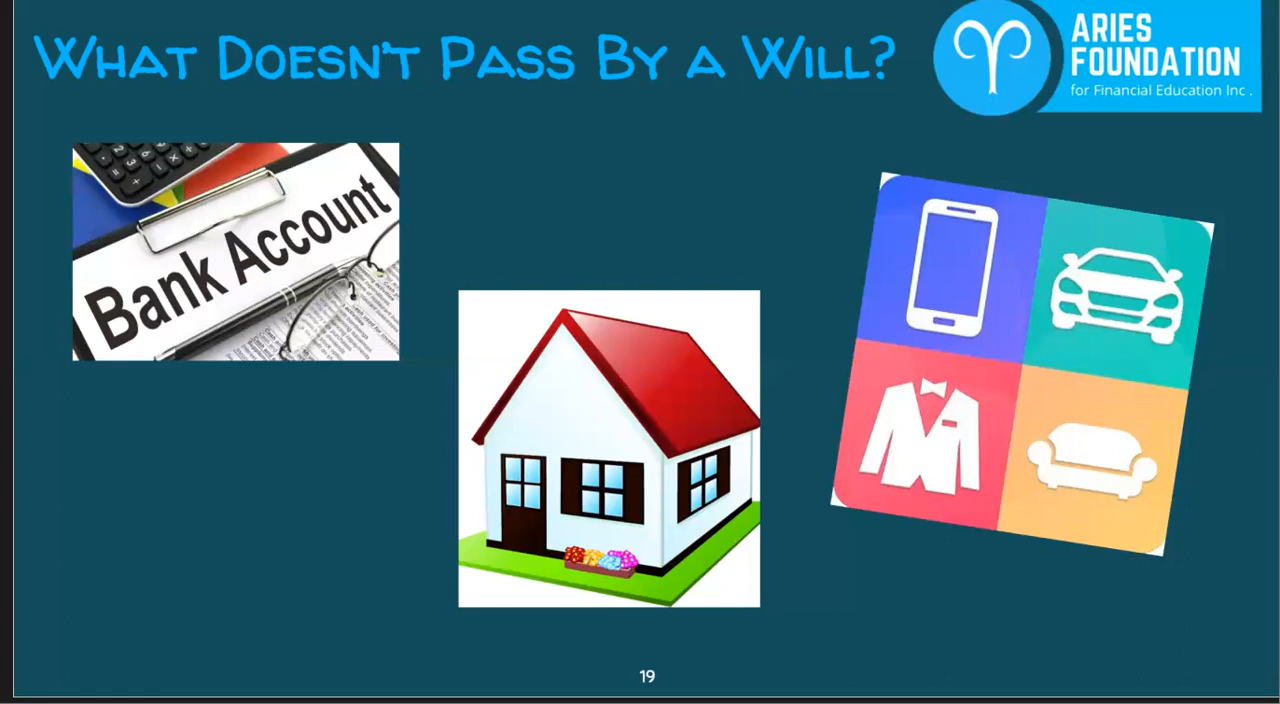 What Doesn't Pass By a Will?
ARIES
FOUNDATION
for Financial Education Inc .
Bank Account
19